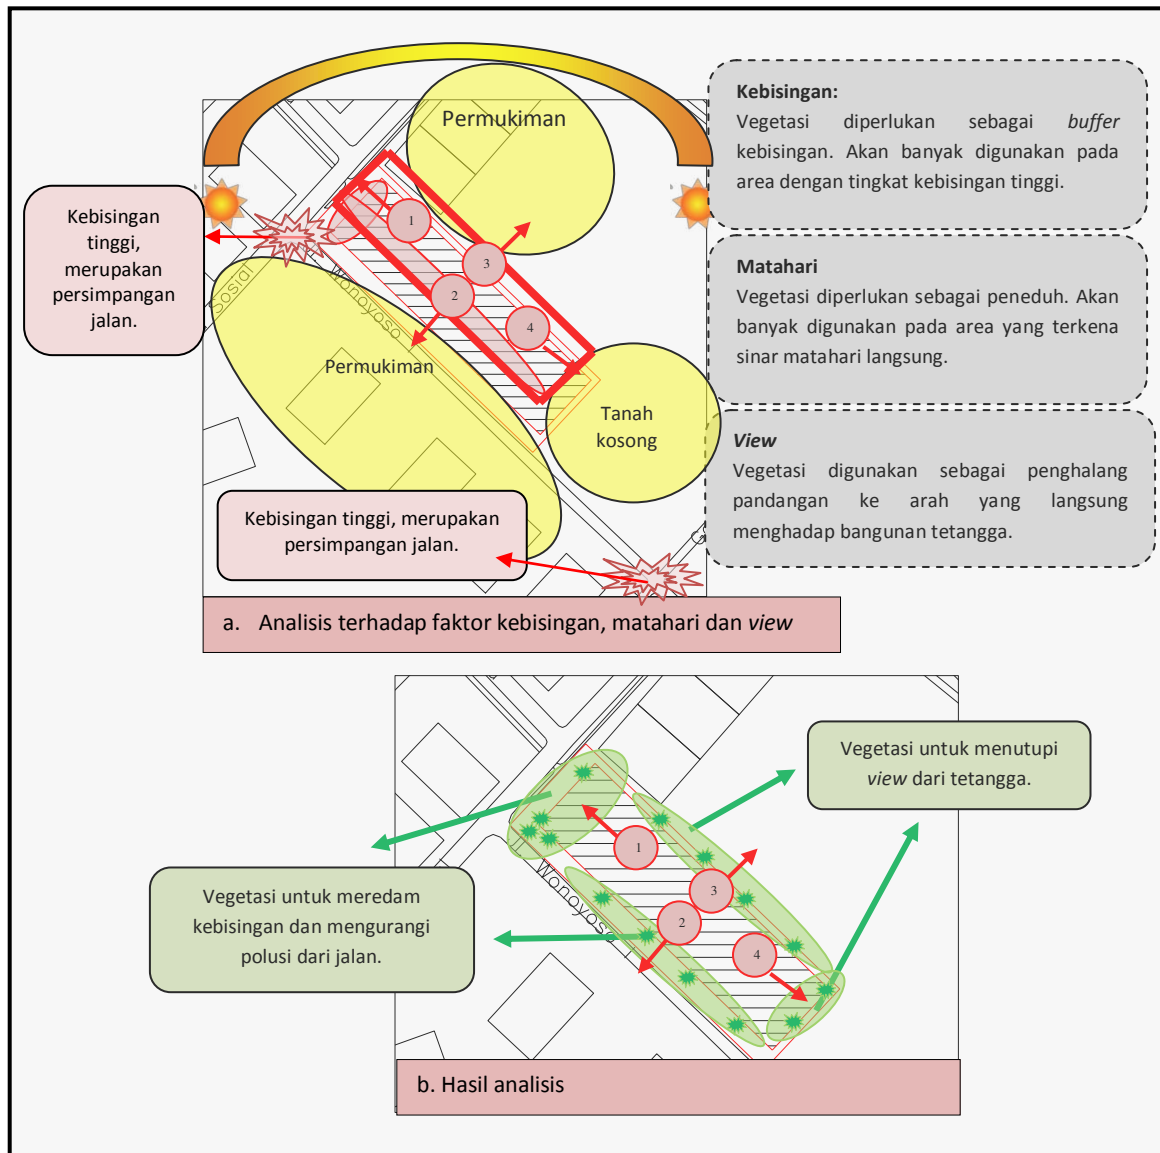 Permukiman
Kebisingan:
Vegetasi diperlukan sebagai buffer
kebisingan. Akan banyak digunakan pada
area dengan tingkat kebisingan tinggi.
Kebisingan
tinggi,
merupakan
persimpangan
jalan.
1
3
2
4
Sosial
Wonoyoso
Permukiman
Matahari
Vegetasi diperlukan sebagai peneduh. Akan
banyak digunakan pada area yang terkena
sinar matahari langsung.
Tanah
kosong
View
Vegetasi digunakan sebagai penghalang
pandangan ke arah yang langsung
menghadap bangunan tetangga.
Kebisingan tinggi, merupakan
persimpangan jalan.
a. Analisis terhadap faktor kebisingan, matahari dan view
Vegetasi untuk menutupi
view dari tetangga.
1
3
2
4
Wonoyoso
Vegetasi untuk meredam
kebisingan dan mengurangi
polusi dari jalan.
b. Hasil analisis